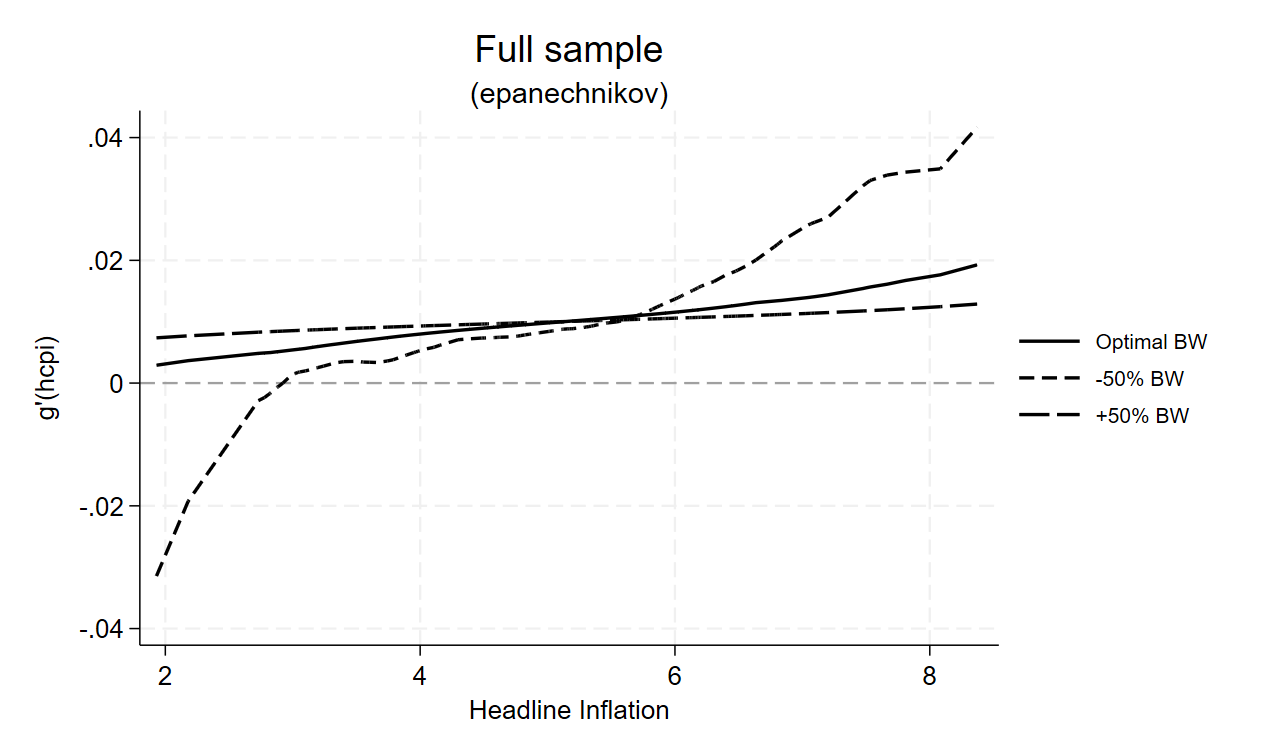 Full sample
(epanechnikov)
g'(hcpi)
.04
.02
0
-.02
-.04
2 4 6 8
Headline Inflation
Optimal BW
-50% BW
+50% BW